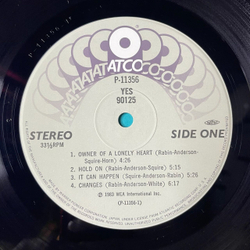 P-11356
ATCO
P-11356
YES
90125
STEREO
33⅓RPM
SIDE ONE
1. OWNER OF A LONELY HEART (Rabin-Anderson-
Squire-Horn) 4:26
2. HOLD ON (Rabin-Anderson-Squire) 5:15
3. IT CAN HAPPEN (Squire-Anderson-Rabin) 5:25
4. CHANGES (Rabin-Anderson-White) 6:17
WEA International Inc.